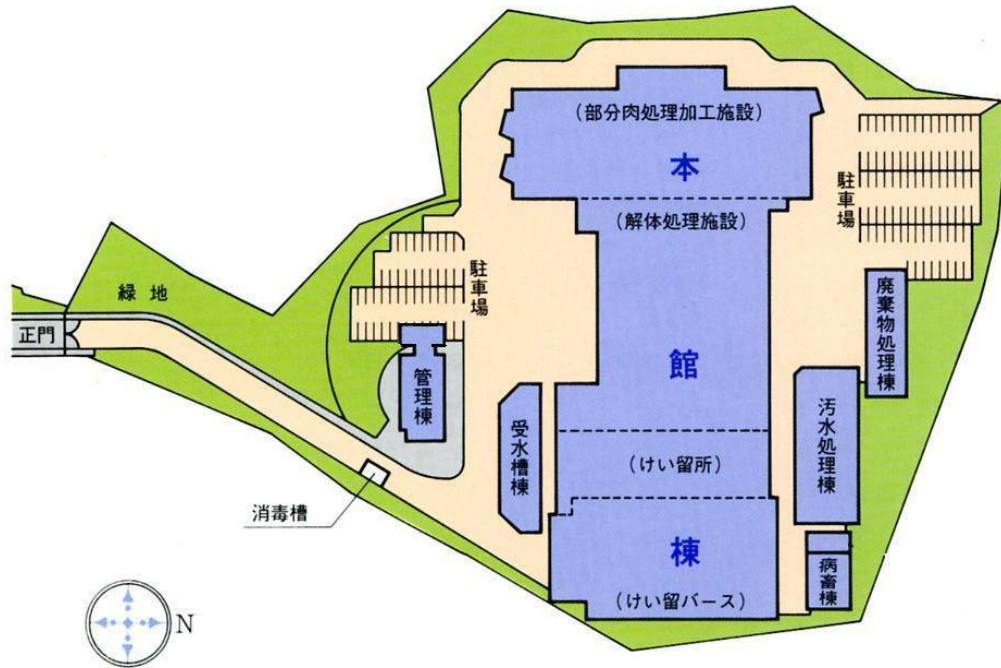 (部分肉処理加工施設)
本
(解体処理施設)
館
(けい留所)
棟
(けい留バース)
駐車場
駐車場
緑地
正門
管理棟
受水槽棟
消毒槽
廃棄物処理棟
汚水処理棟
病畜棟
N